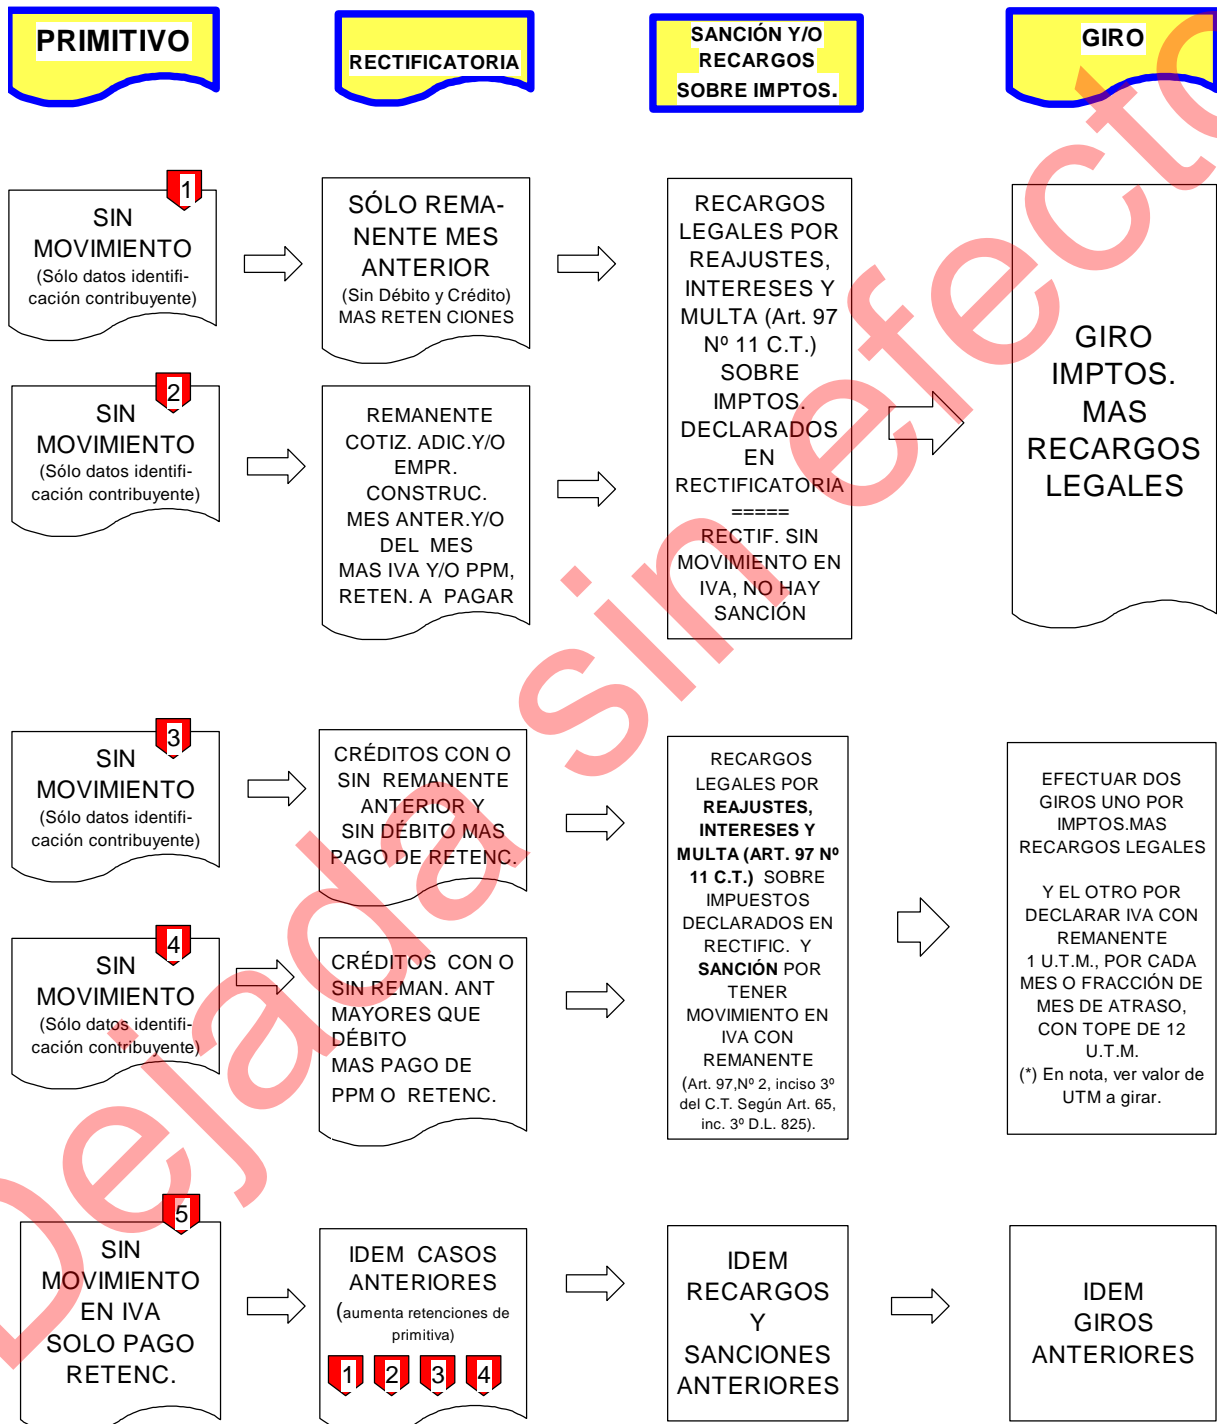 PRIMITIVO
RECTIFICATORIA
SANCIÓN Y/O
RECARGOS
SOBRE IMPTOS.
GIRO
1
SIN
MOVIMIENTO
(Sólo datos identifi-
cación contribuyente)
SÓLO REMA-
NENTE MES
ANTERIOR
(Sin Débito y Crédito)
MAS RETEN CIONES
RECARGOS
LEGALES POR
REAJUSTES,
INTERESES Y
MULTA (Art. 97
Nº 11 C.T.)
SOBRE
IMPTOS.
DECLARADOS
EN
RECTIFICATORIA
=====
RECTIF. SIN
MOVIMIENTO EN
IVA, NO HAY
SANCIÓN
GIRO
IMPTOS.
MAS
RECARGOS
LEGALES
2
SIN
MOVIMIENTO
(Sólo datos identifi-
cación contribuyente)
REMANENTE
COTIZ. ADIC.Y/O
EMPR.
CONSTRUC.
MES ANTER.Y/O
DEL MES
MAS IVA Y/O PPM,
RETEN. A PAGAR
3
SIN
MOVIMIENTO
(Sólo datos identifi-
cación contribuyente)
CRÉDITOS CON O
SIN REMANENTE
ANTERIOR Y
SIN DÉBITO MAS
PAGO DE RETENC.
RECARGOS
LEGALES POR
REAJUSTES,
INTERESES Y
MULTA (ART. 97 Nº
11 C.T.) SOBRE
IMPUESTOS
DECLARADOS EN
RECTIFIC. Y
SANCIÓN POR
TENER
MOVIMIENTO EN
IVA CON
REMANENTE
(Art. 97,Nº 2, inciso 3º
del C.T. Según Art. 65,
inc. 3º D.L. 825).
EFECTUAR DOS
GIROS UNO POR
IMPTOS.MAS
RECARGOS LEGALES
Y EL OTRO POR
DECLARAR IVA CON
REMANENTE
1 U.T.M., POR CADA
MES O FRACCIÓN DE
MES DE ATRASO,
CON TOPE DE 12
U.T.M.
(*) En nota, ver valor de
UTM a girar.
4
SIN
MOVIMIENTO
(Sólo datos identifi-
cación contribuyente)
CRÉDITOS CON O
SIN REMAN. ANT
MAYORES QUE
DÉBITO
MAS PAGO DE
PPM O RETENC.
5
SIN
MOVIMIENTO
EN IVA
SOLO PAGO
RETENC.
IDEM CASOS
ANTERIORES
(aumenta retenciones de
primitiva)
1 2 3 4
IDEM
RECARGOS
Y
SANCIONES
ANTERIORES
IDEM
GIROS
ANTERIORES
Dejada sin efecto